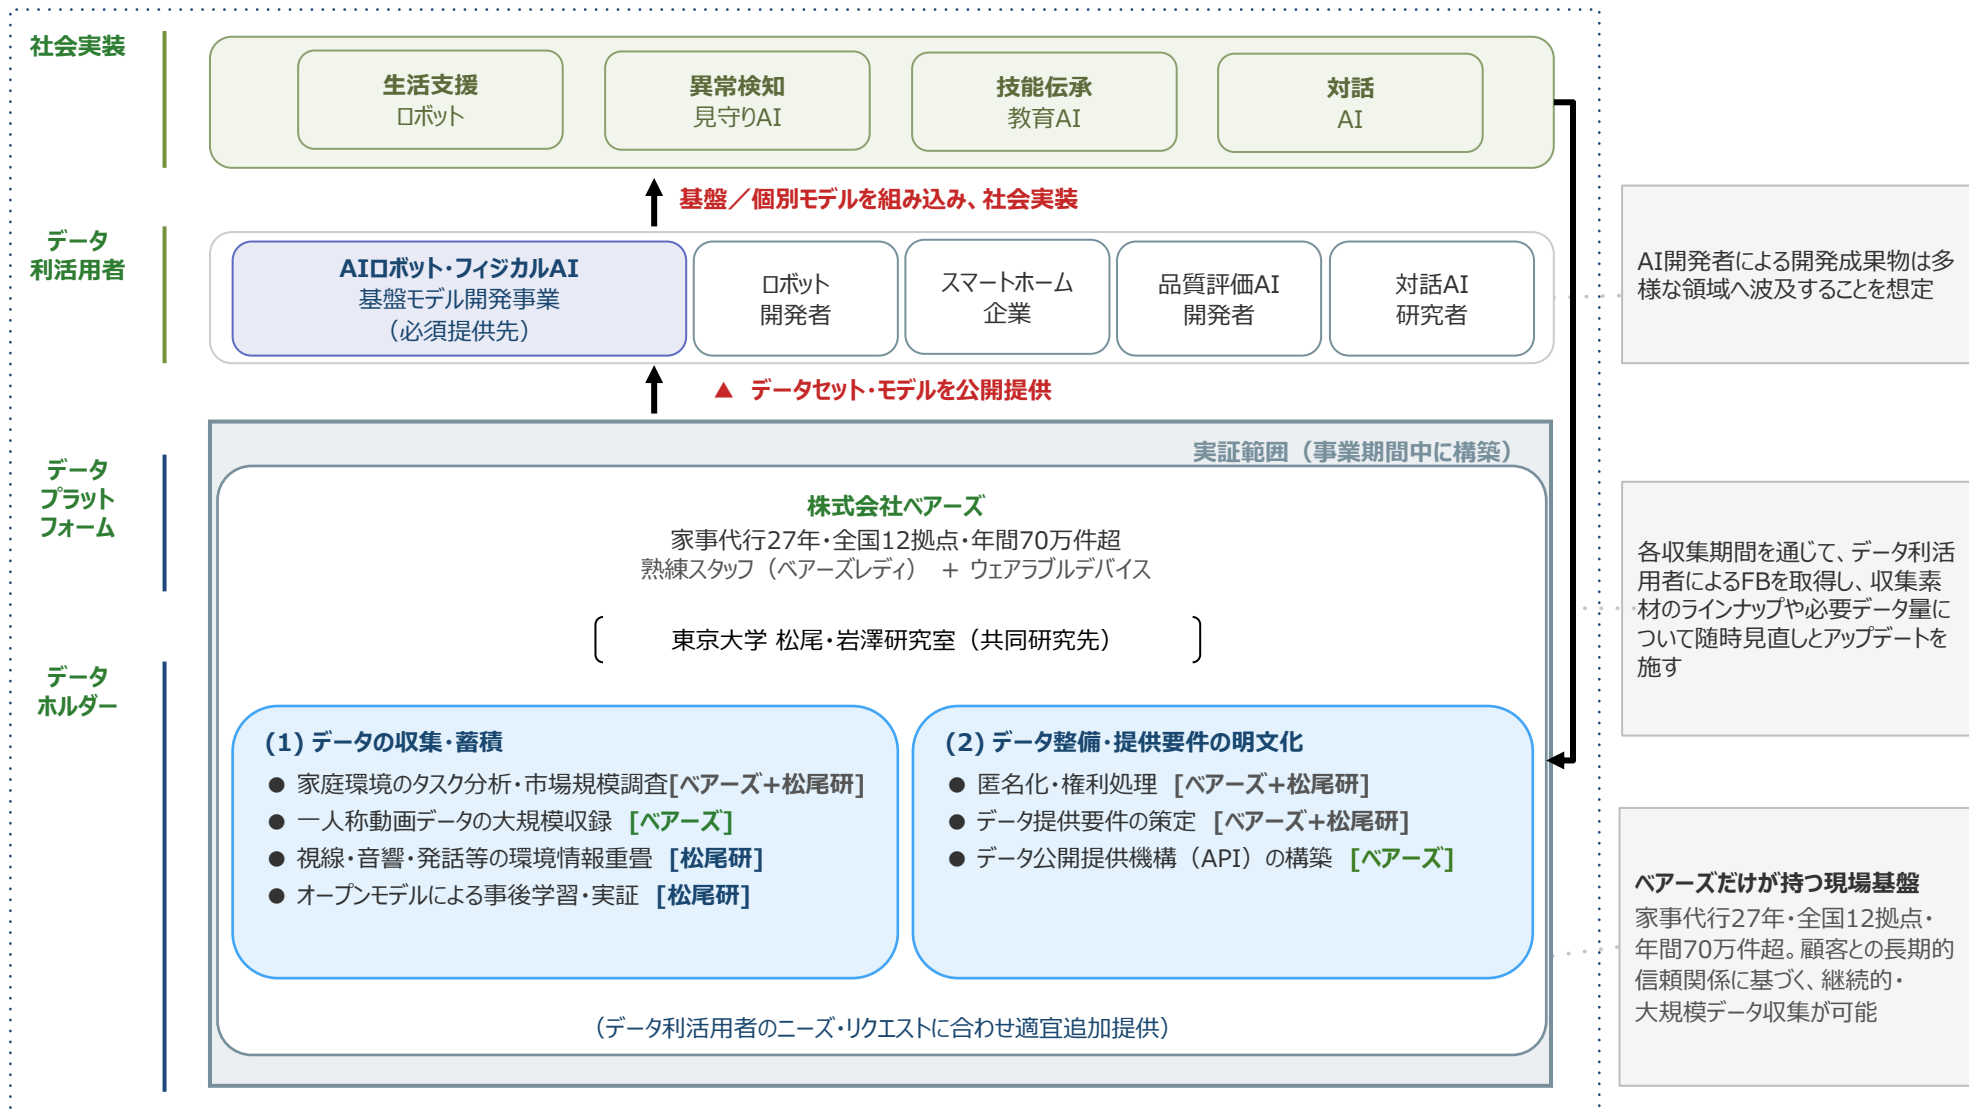 社会実装
生活支援
ロボット
異常検知
見守りAI
技能伝承
教育AI
対話
AI
基盤／個別モデルを組み込み、社会実装
データ
利活用者
AIロボット・フィジカルAI
基盤モデル開発事業
（必須提供先）
ロボット
開発者
スマートホーム
企業
品質評価AI
開発者
対話AI
研究者
AI開発者による開発成果物は多
様な領域へ波及することを想定
▲ データセット・モデルを公開提供
実証範囲（事業期間中に構築）
データ
プラット
フォーム
株式会社ベアーズ
家事代行27年・全国12拠点・年間70万件超
熟練スタッフ（ベアーズレディ） + ウェアラブルデバイス
東京大学 松尾・岩澤研究室（共同研究先）
各収集期間を通じて、データ利活
用者によるFBを取得し、収集素
材のラインナップや必要データ量に
ついて随時見直しとアップデートを
施す
データ
ホルダー
(1) データの収集・蓄積
● 家庭環境のタスク分析・市場規模調査[ベアーズ+松尾研]
● 一人称動画データの大規模収録 [ベアーズ]
● 視線・音響・発話等の環境情報重畳 [松尾研]
● オープンモデルによる事後学習・実証 [松尾研]
(2) データ整備・提供要件の明文化
● 匿名化・権利処理 [ベアーズ+松尾研]
● データ提供要件の策定 [ベアーズ+松尾研]
● データ公開提供機構（API）の構築 [ベアーズ]
（データ利活用者のニーズ・リクエストに合わせ適宜追加提供）
ベアーズだけが持つ現場基盤
家事代行27年・全国12拠点・
年間70万件超。顧客との長期的
信頼関係に基づく、継続的・
大規模データ収集が可能